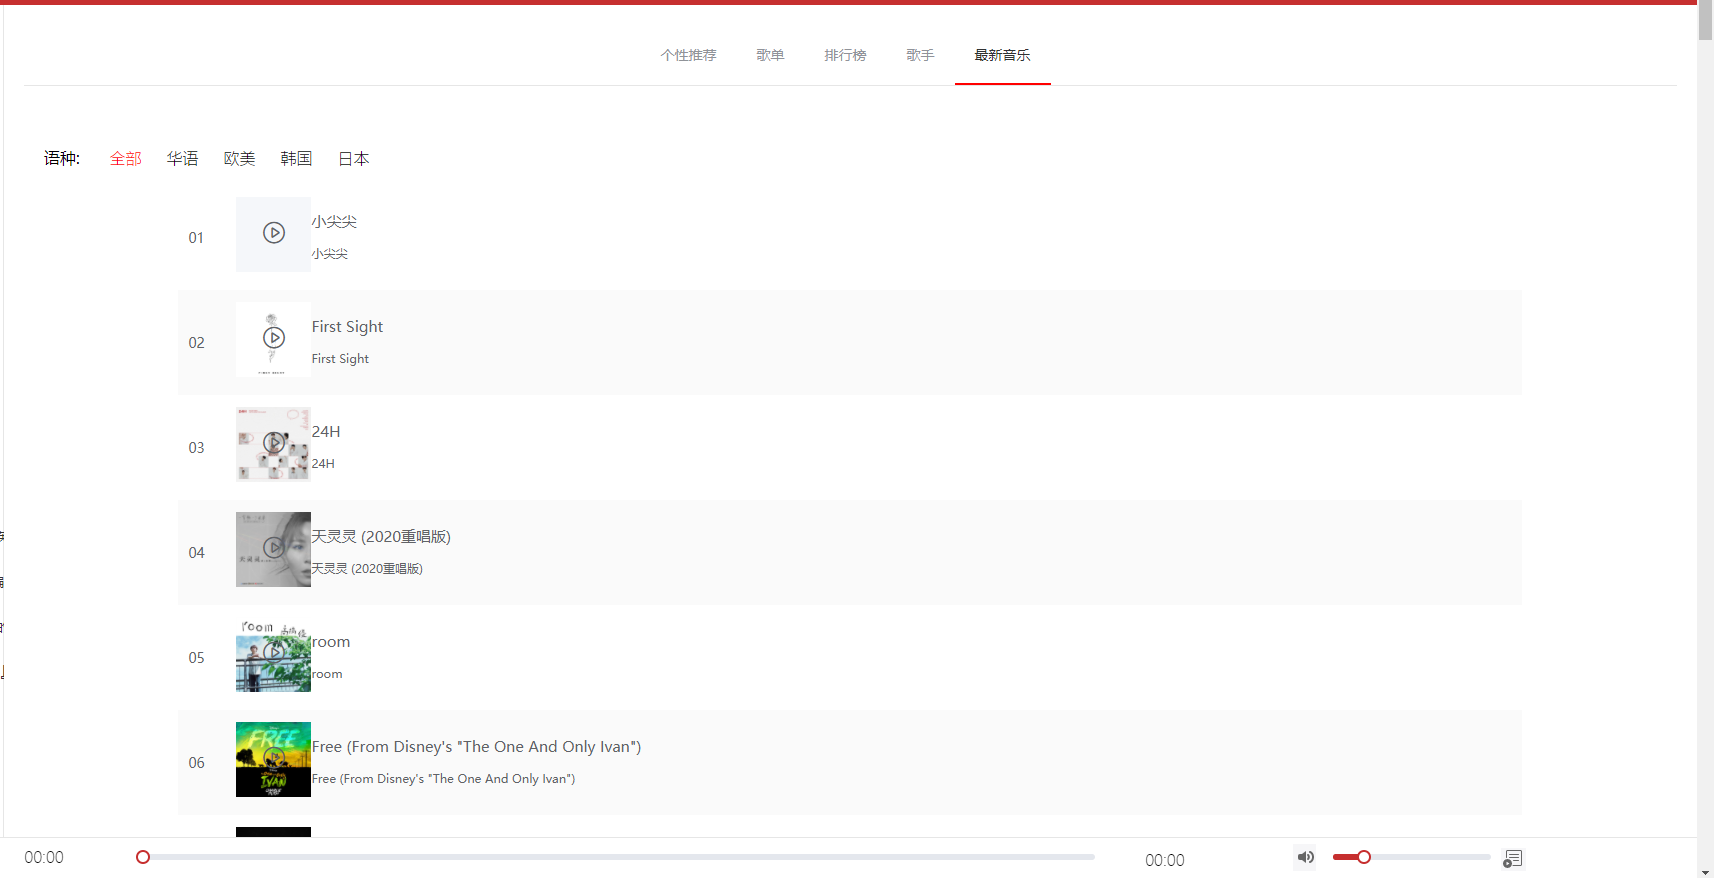 个性推荐 歌单 排行榜 歌手 最新音乐
语种: 全部 华语 欧美 韩国 日本
01
小尖尖
小尖尖
02
First Sight
First Sight
03
24H
24H
04
天灵灵 (2020重唱版)
天灵灵 (2020重唱版)
05
room
room
room
06
FREE
IVAN
Free (From Disney's "The One And Only Ivan")
Free (From Disney's "The One And Only Ivan")
00:00
00:00